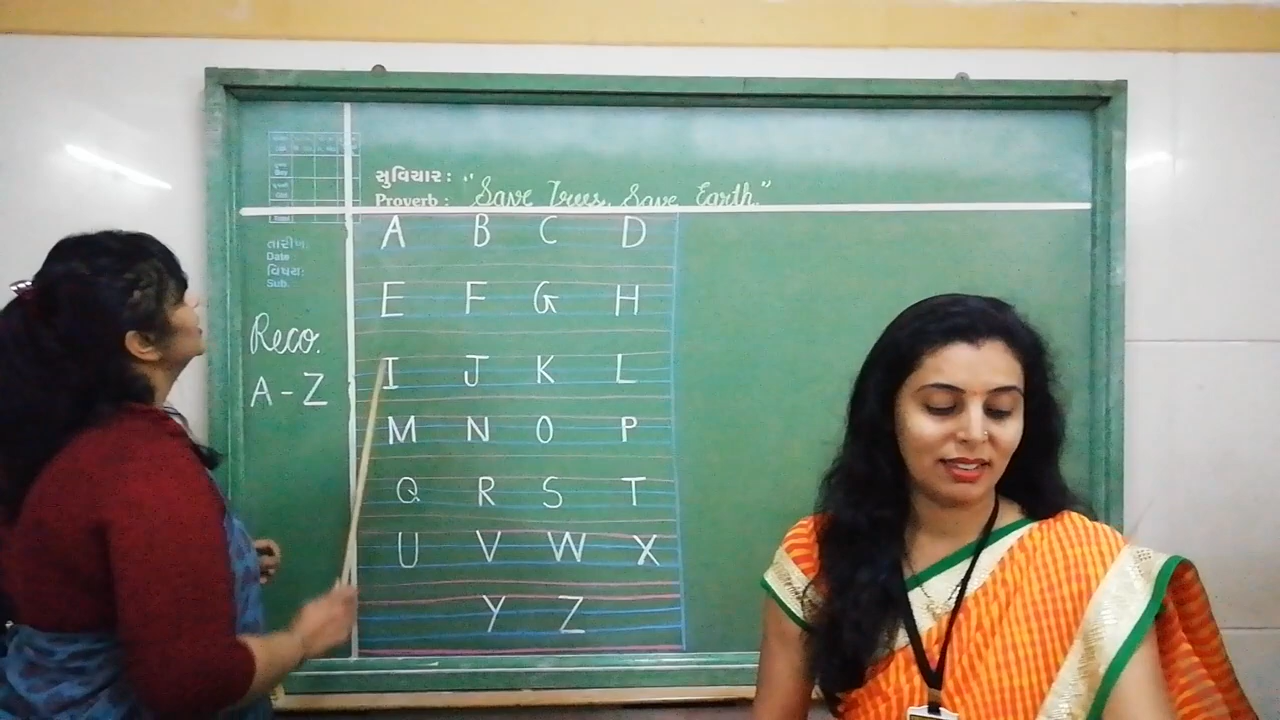 સુવિચાર : "Save Trees, Save Earth."
Proverb :
તારીખ:
Date
વિષય:
Sub.
Reco.
A - Z
A B C D
E F G H
I J K L
M N O P
Q R S T
U V W X
Y Z